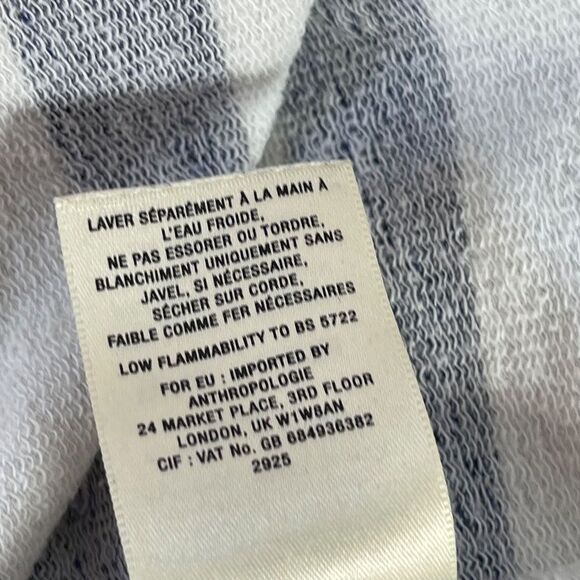 LAVER SÉPARÉMENT À LA MAIN À
L'EAU FROIDE,
NE PAS ESSORER OU TORDRE,
BLANCHIMENT UNIQUEMENT SANS
JAVEL, SI NÉCESSAIRE,
SÉCHER SUR CORDE,
FAIBLE COMME FER NÉCESSAIRES
LOW FLAMMABILITY TO BS 5722
FOR EU : IMPORTED BY
ANTHROPOLOGIE
24 MARKET PLACE, 3RD FLOOR
LONDON, UK W1W8AN
CIF : VAT No. GB 684936382
2925